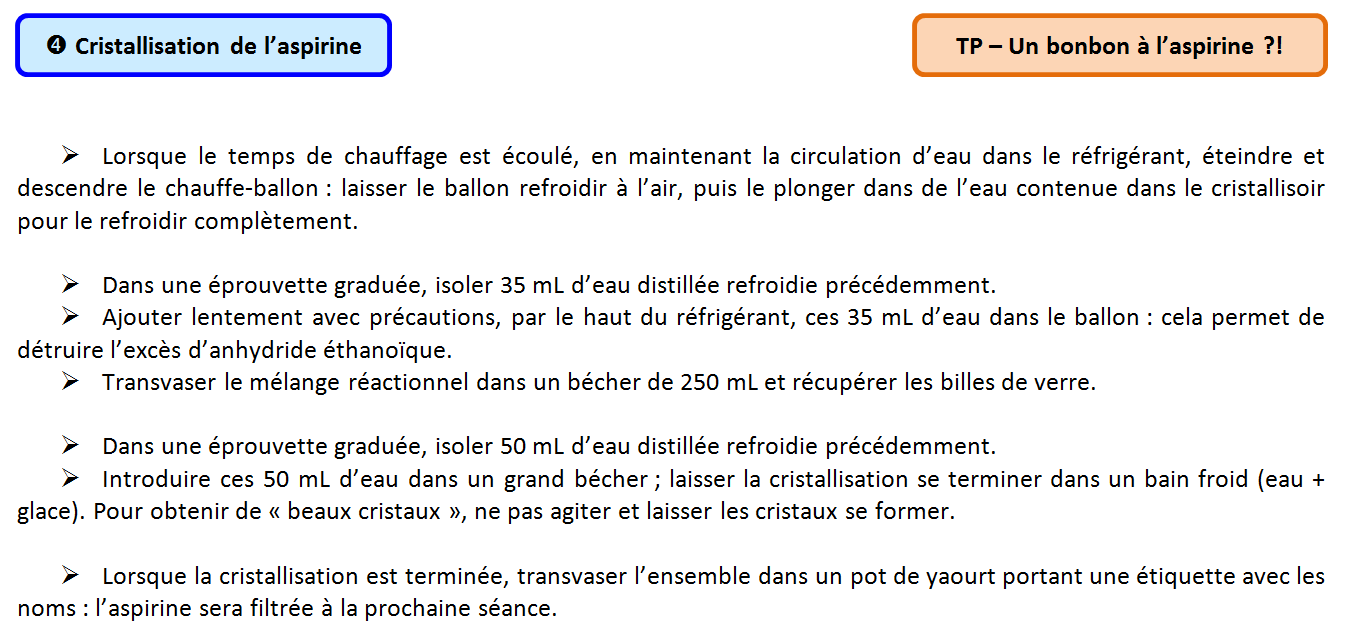 ❹ Cristallisation de l’aspirine
TP – Un bonbon à l’aspirine ?!
➢ Lorsque le temps de chauffage est écoulé, en maintenant la circulation d’eau dans le réfrigérant, éteindre et
descendre le chauffe-ballon : laisser le ballon refroidir à l’air, puis le plonger dans de l’eau contenue dans le cristallisoir
pour le refroidir complètement.
➢ Dans une éprouvette graduée, isoler 35 mL d’eau distillée refroidie précédemment.
➢ Ajouter lentement avec précautions, par le haut du réfrigérant, ces 35 mL d’eau dans le ballon : cela permet de
détruire l’excès d’anhydride éthanoïque.
➢ Transvaser le mélange réactionnel dans un bécher de 250 mL et récupérer les billes de verre.
➢ Dans une éprouvette graduée, isoler 50 mL d’eau distillée refroidie précédemment.
➢ Introduire ces 50 mL d’eau dans un grand bécher ; laisser la cristallisation se terminer dans un bain froid (eau +
glace). Pour obtenir de « beaux cristaux », ne pas agiter et laisser les cristaux se former.
➢ Lorsque la cristallisation est terminée, transvaser l’ensemble dans un pot de yaourt portant une étiquette avec les
noms : l’aspirine sera filtrée à la prochaine séance.